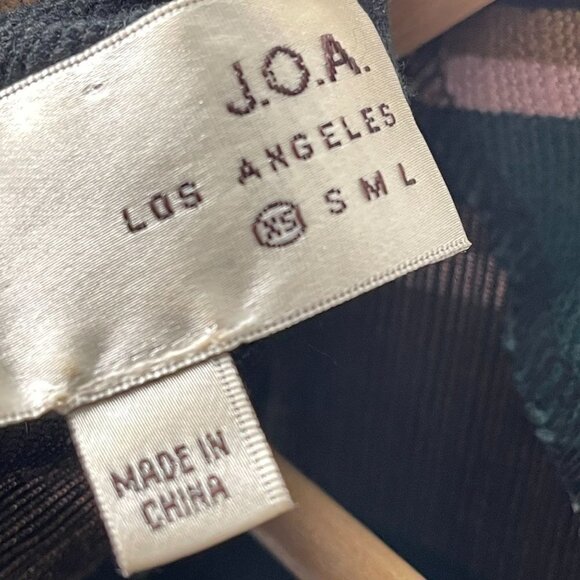 J.O.A.
LOS ANGELES
XS S M L
MADE IN
CHINA